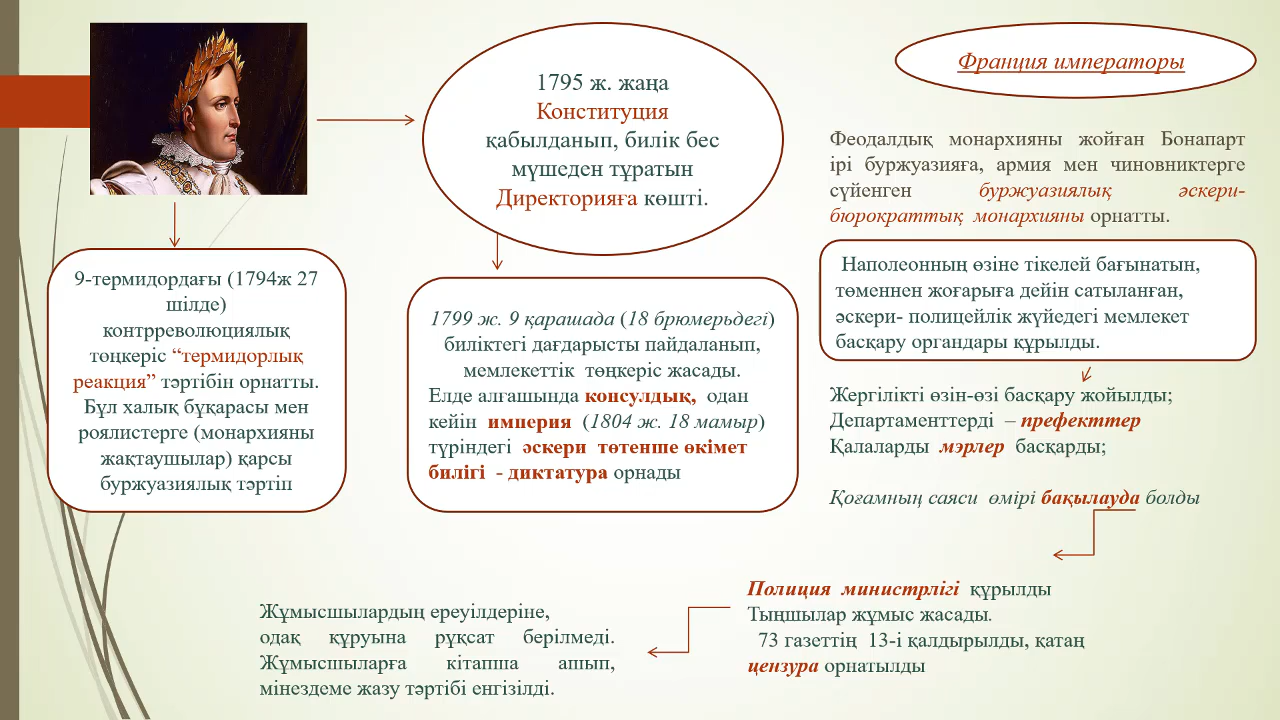 1795 ж. жаңа
Конституция
қабылданып, билік бес
мүшеден тұратын
Директорияға көшті.
Франция императоры
Феодалдық монархияны жойған Бонапарт
ірі буржуазияға, армия мен чиновниктерге
сүйенген буржуазиялық әскери-
бюрократтық монархияны орнатты.
9-термидордағы (1794ж 27
шілде)
контрреволюциялық
төңкеріс “термидорлық
реакция” тәртібін орнатты.
Бұл халық бұқарасы мен
роялистерге (монархияны
жақтаушылар) қарсы
буржуазиялық тәртіп
1799 ж. 9 қарашада (18 брюмерьдегі)
биліктегі дағдарысты пайдаланып,
мемлекеттік төңкеріс жасады.
Елде алғашында консулдық, одан
кейін империя (1804 ж. 18 мамыр)
түріндегі әскери төтенше өкімет
билігі - диктатура орнады
Наполеонның өзіне тікелей бағынатын,
төменнен жоғарыға дейін сатыланған,
әскери- полицейлік жүйедегі мемлекет
басқару органдары құрылды.
Жергілікті өзін-өзі басқару жойылды;
Департаменттерді – префекттер
Қалаларды мэрлер басқарды;
Қоғамның саяси өмірі бақылауда болды
Полиция министрлігі құрылды
Тыңшылар жұмыс жасады.
73 газеттің 13-і қалдырылды, қатаң
цензура орнатылды
Жұмысшылардың ереуілдеріне,
одақ құруына рұқсат берілмеді.
Жұмысшыларға кітапша ашып,
мінездеме жазу тәртібі енгізілді.